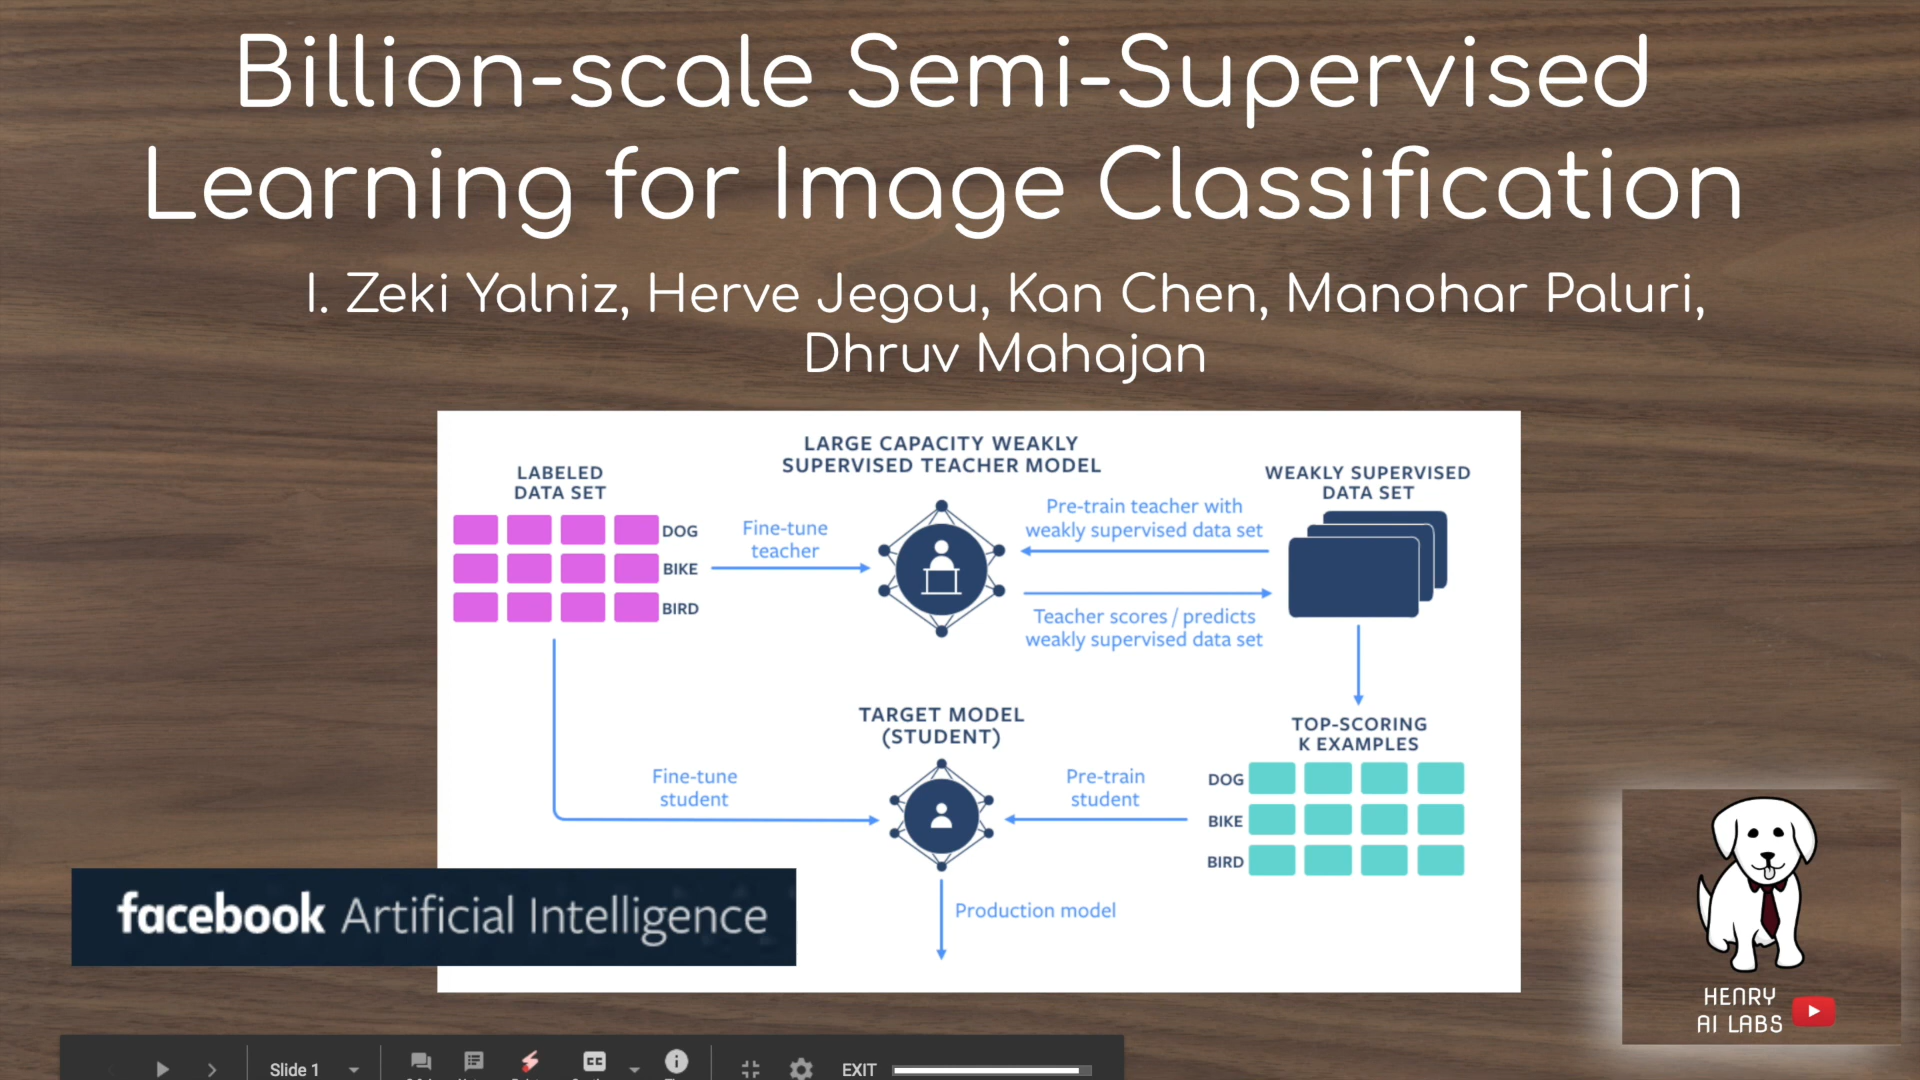 Billion-scale Semi-Supervised
Learning for Image Classification
I. Zeki Yalniz, Herve Jegou, Kan Chen, Manohar Paluri,
Dhruv Mahajan
LARGE CAPACITY WEAKLY
SUPERVISED TEACHER MODEL
LABELED
DATA SET
WEAKLY SUPERVISED
DATA SET
DOG
BIKE
BIRD
Fine-tune
teacher
Pre-train teacher with
weakly supervised data set
Teacher scores / predicts
weakly supervised data set
TARGET MODEL
(STUDENT)
TOP-SCORING
K EXAMPLES
Fine-tune
student
Pre-train
student
DOG
BIKE
BIRD
Production model
facebook Artificial Intelligence
HENRY
AI LABS
Slide 1
CC
EXIT